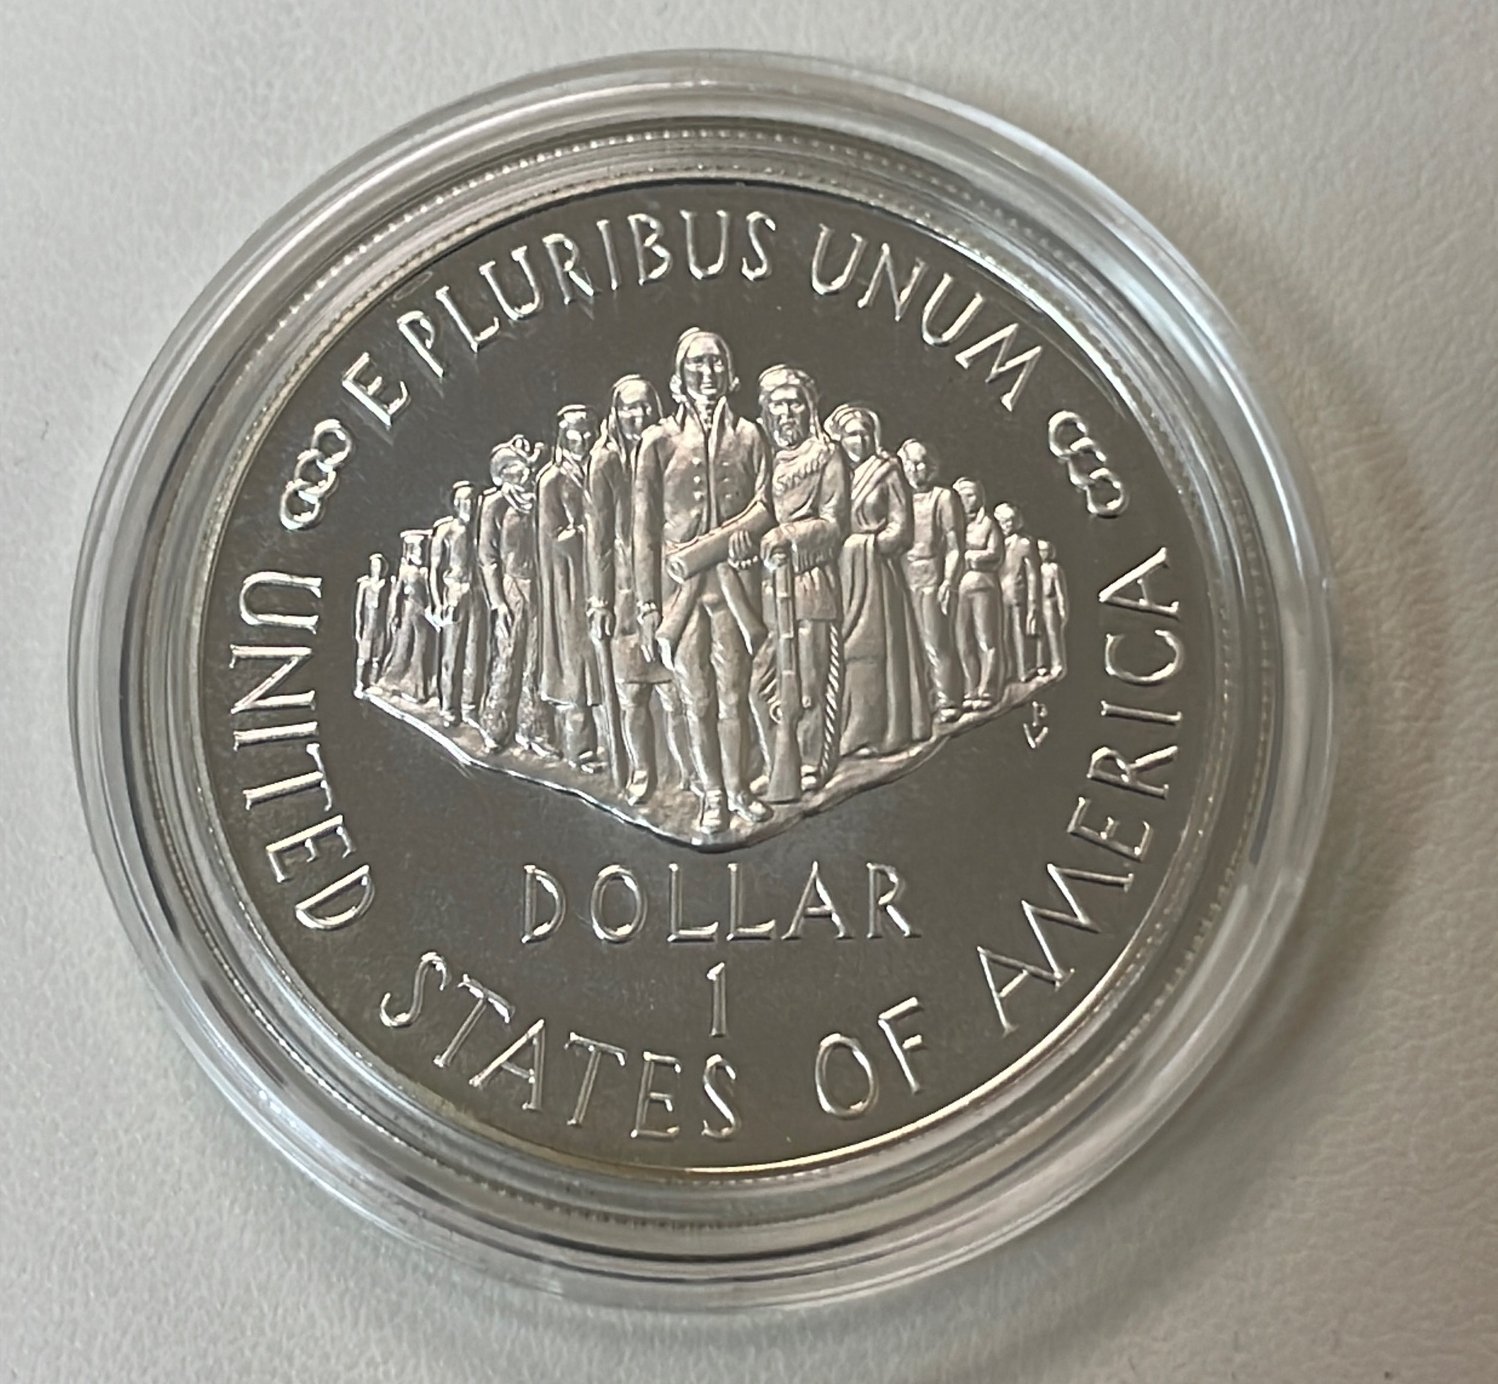 E PLURIBUS UNUM
DOLLAR
1
UNITED STATES OF AMERICA